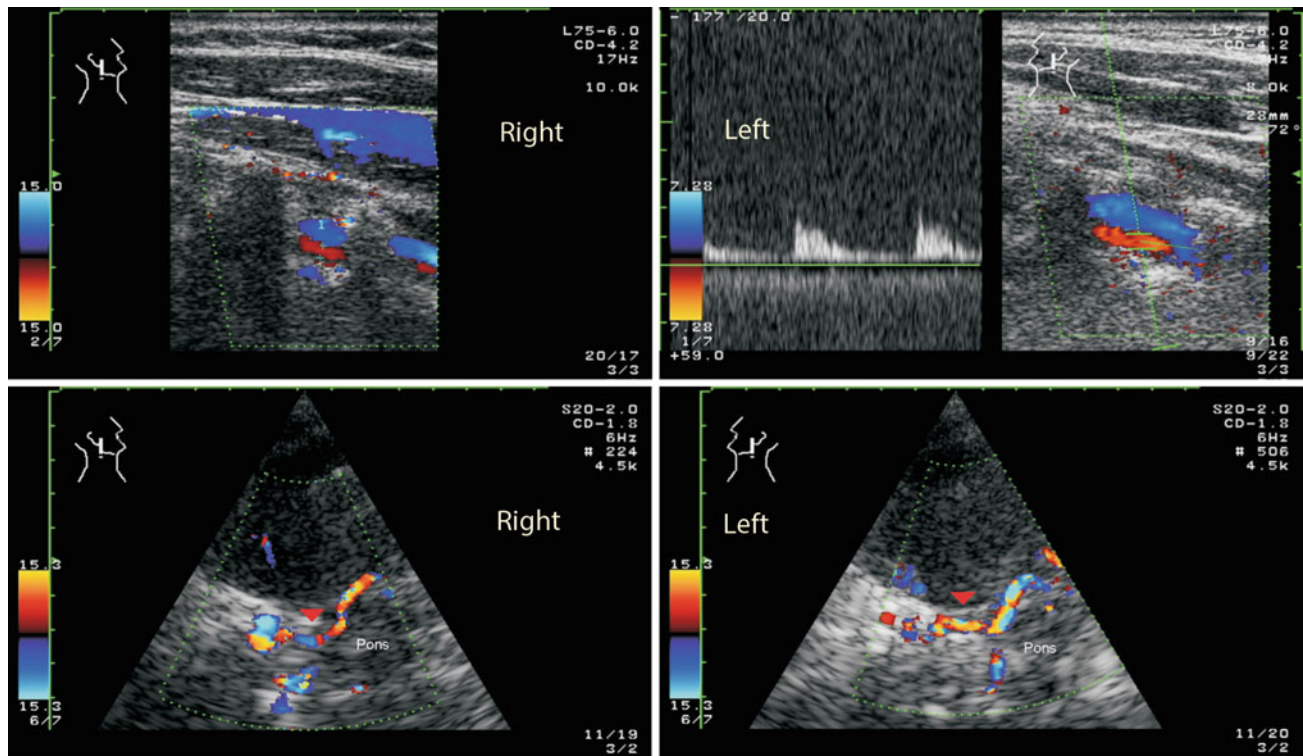 L75-6.0
CD-4.2
17Hz
10.0k
Right
1
15.0
15.0
2/7
20/17
3/3
- 177 /20.0
L75-6.0
CD-4.2
8.0k
28mm
72°
Left
7.28
7.28
1/7
+59.0
9/16
9/22
3/3
S20-2.0
CD-1.8
6Hz
# 224
4.5k
Right
15.3
Pons
15.3
6/7
11/19
3/2
S20-2.0
CD-1.8
6Hz
# 506
4.5k
Left
15.3
Pons
15.3
6/7
11/20
3/2